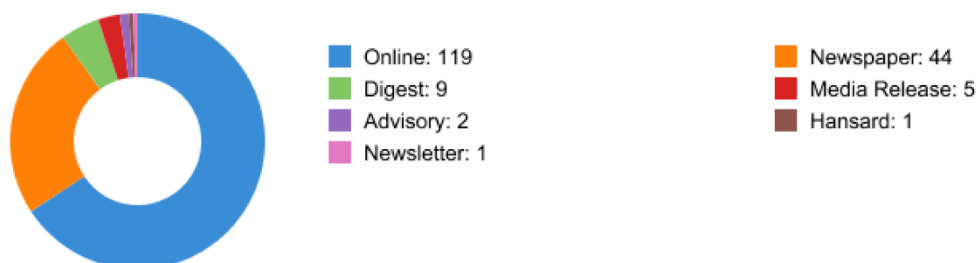 Online: 119
Newspaper: 44
Digest: 9
Media Release: 5
Advisory: 2
Hansard: 1
Newsletter: 1